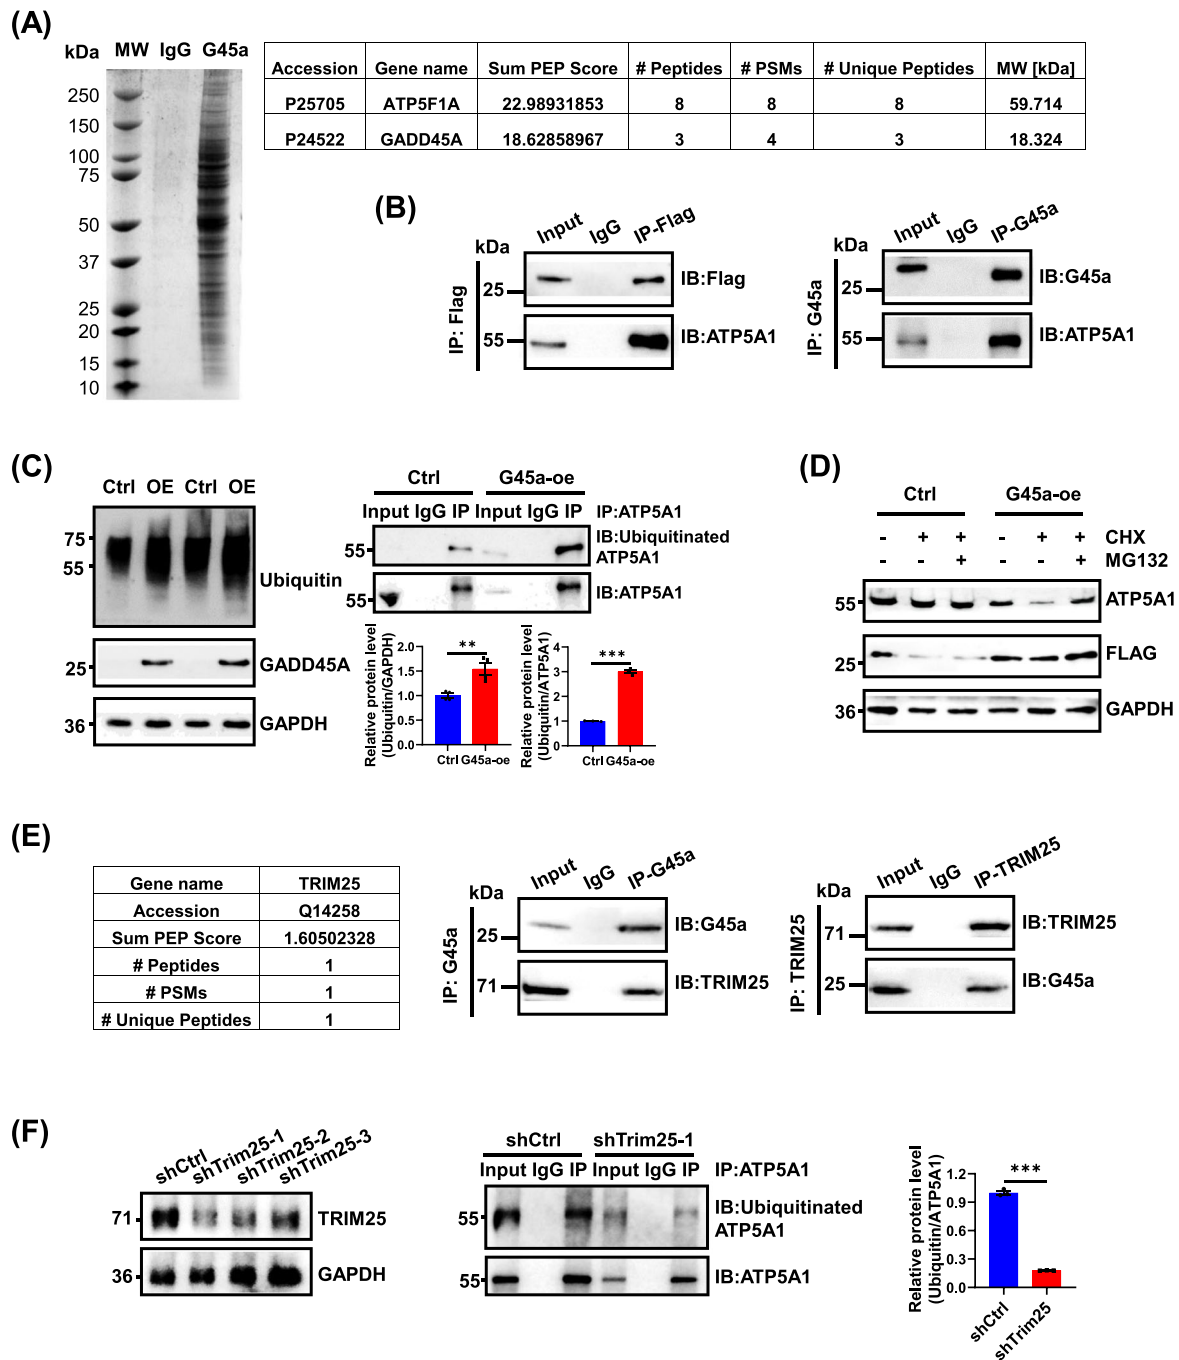 (A)
kDa MW IgG G45a
250
150
100
75
50
37
25
20
15
10
Accession Gene name Sum PEP Score # Peptides # PSMs # Unique Peptides MW [kDa]
P25705 ATP5F1A 22.98931853 8 8 8 59.714
P24522 GADD45A 18.62858967 3 4 3 18.324
(B)
kDa Input IgG IP-Flag
IP: Flag
25 IB:Flag
55 IB:ATP5A1
kDa Input IgG IP-G45a
IP: G45a
25 IB:G45a
55 IB:ATP5A1
(C)
Ctrl OE Ctrl OE
75
55
Ubiquitin
25 GADD45A
36 GAPDH
Ctrl G45a-oe
Input IgG IP Input IgG IP IP:ATP5A1
55 IB:Ubiquitinated
ATP5A1
55 IB:ATP5A1
Relative protein level
(Ubiquitin/GAPDH)
2.0
1.5
1.0
0.5
0.0
**
Ctrl G45a-oe
Relative protein level
(Ubiquitin/ATP5A1)
4
3
2
1
0
***
Ctrl G45a-oe
(D)
Ctrl G45a-oe
- + + - + + CHX
- - + - - + MG132
55 ATP5A1
25 FLAG
36 GAPDH
(E)
Gene name TRIM25
Accession Q14258
Sum PEP Score 1.60502328
# Peptides 1
# PSMs 1
# Unique Peptides 1
kDa Input IgG IP-G45a
IP: G45a
25 IB:G45a
71 IB:TRIM25
kDa Input IgG IP-TRIM25
IP: TRIM25
71 IB:TRIM25
25 IB:G45a
(F)
shCtrl shTrim25-1 shTrim25-2 shTrim25-3
71 TRIM25
36 GAPDH
shCtrl shTrim25-1
Input IgG IP Input IgG IP IP:ATP5A1
55 IB:Ubiquitinated
ATP5A1
55 IB:ATP5A1
Relative protein level
(Ubiquitin/ATP5A1)
1.2
0.9
0.6
0.3
0.0
***
shCtrl shTrim25